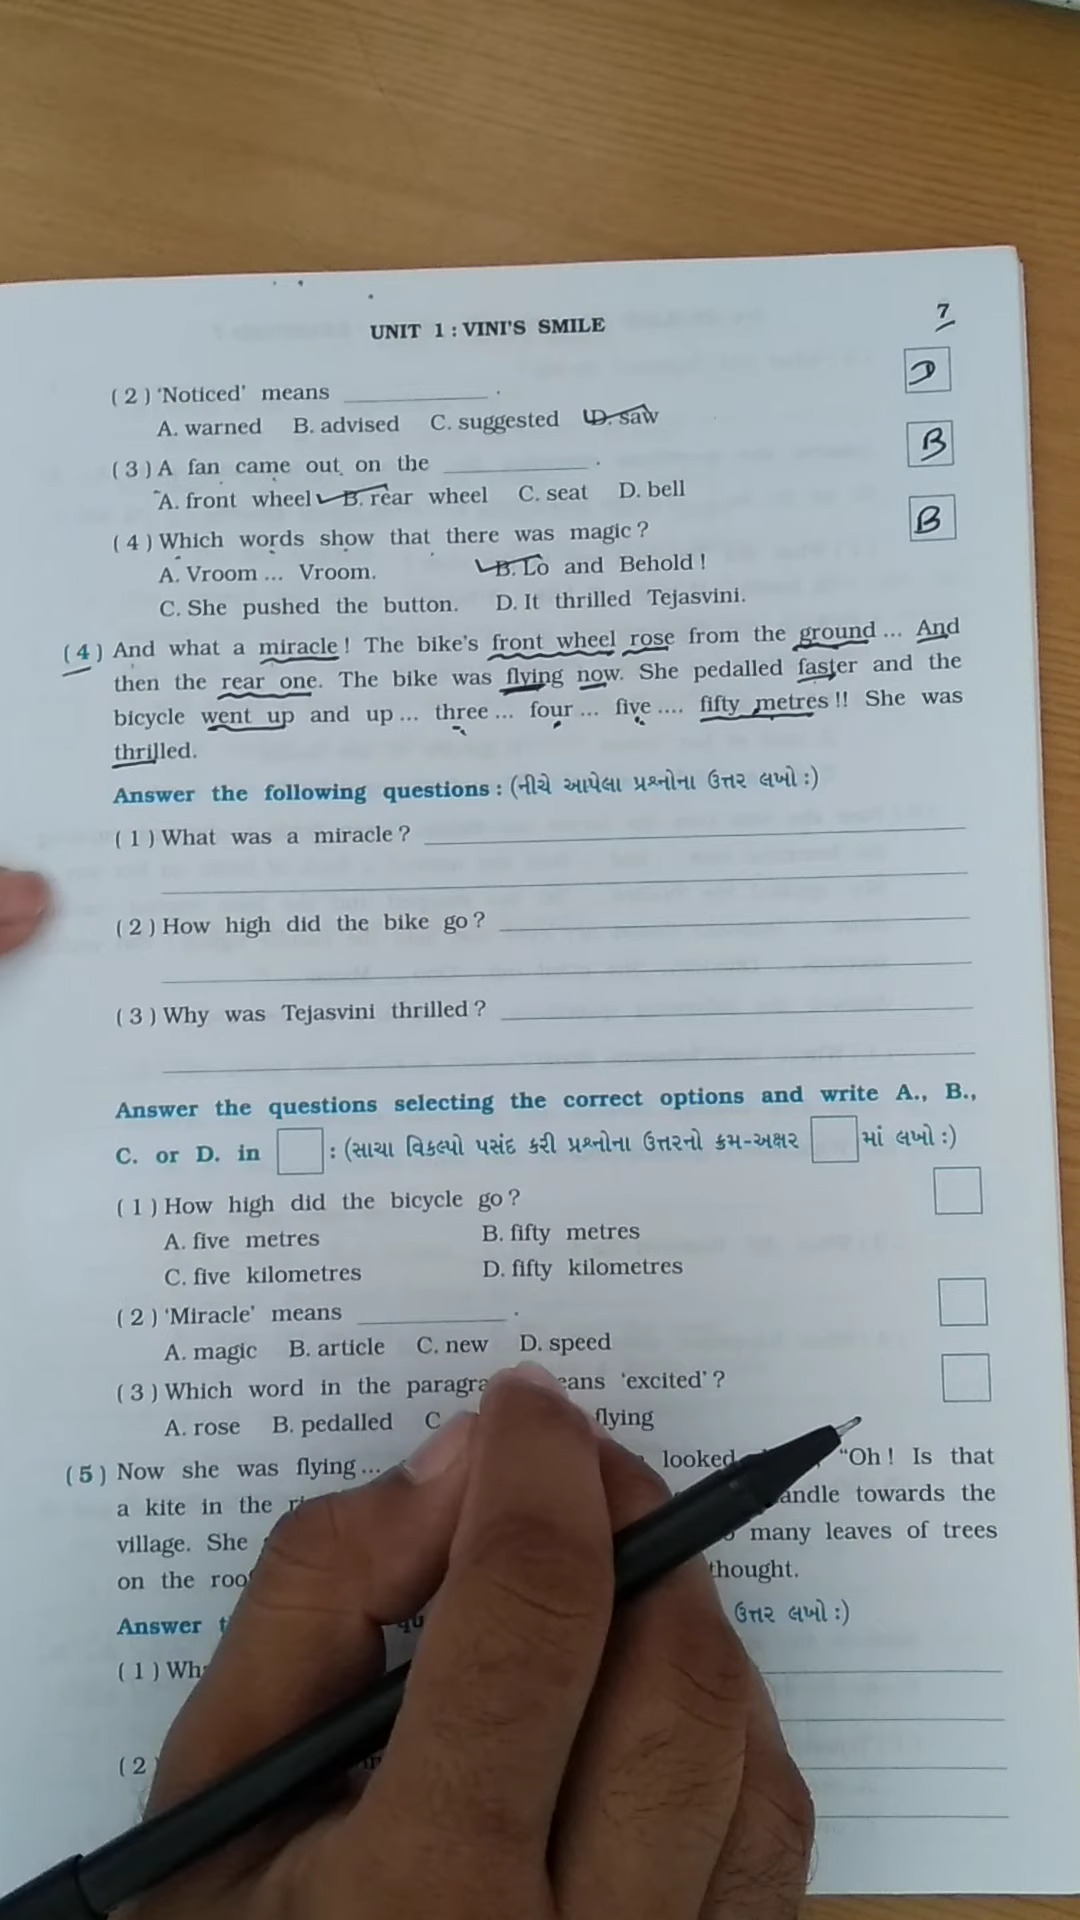 UNIT 1 : VINI'S SMILE
7
( 2 ) 'Noticed' means ________ .
D
A. warned B. advised C. suggested D. saw
( 3 ) A fan came out on the ________ .
B
A. front wheel B. rear wheel C. seat D. bell
( 4 ) Which words show that there was magic ?
B
A. Vroom ... Vroom. B. Lo and Behold !
C. She pushed the button. D. It thrilled Tejasvini.
( 4 ) And what a miracle ! The bike's front wheel rose from the ground ... And
then the rear one. The bike was flying now. She pedalled faster and the
bicycle went up and up ... three ... four ... five .... fifty metres !! She was
thrilled.
Answer the following questions : (નીચે આપેલા પ્રશ્નોના ઉત્તર લખો :)
( 1 ) What was a miracle ?
( 2 ) How high did the bike go ?
( 3 ) Why was Tejasvini thrilled ?
Answer the questions selecting the correct options and write A., B.,
C. or D. in : (સાચા વિકલ્પો પસંદ કરી પ્રશ્નોના ઉત્તરનો ક્રમ-અક્ષર માં લખો :)
( 1 ) How high did the bicycle go ?
A. five metres B. fifty metres
C. five kilometres D. fifty kilometres
( 2 ) 'Miracle' means ________ .
A. magic B. article C. new D. speed
( 3 ) Which word in the 'excited' ?
A. rose B. pedalled C flying
( 5 ) Now she was flying ... looked "Oh ! Is that
a kite in the towards the
village. She many leaves of trees
on the thought.
Answer ઉત્તર લખો :)
( 1 )
( 2